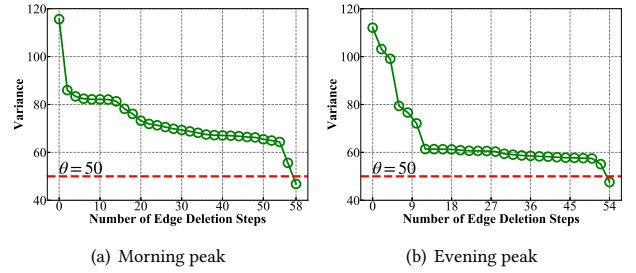 120
100
80
60
40
Variance
θ=50
0 10 20 30 40 50 58
Number of Edge Deletion Steps
(a) Morning peak
120
100
80
60
40
Variance
θ=50
0 9 18 27 36 45 54
Number of Edge Deletion Steps
(b) Evening peak